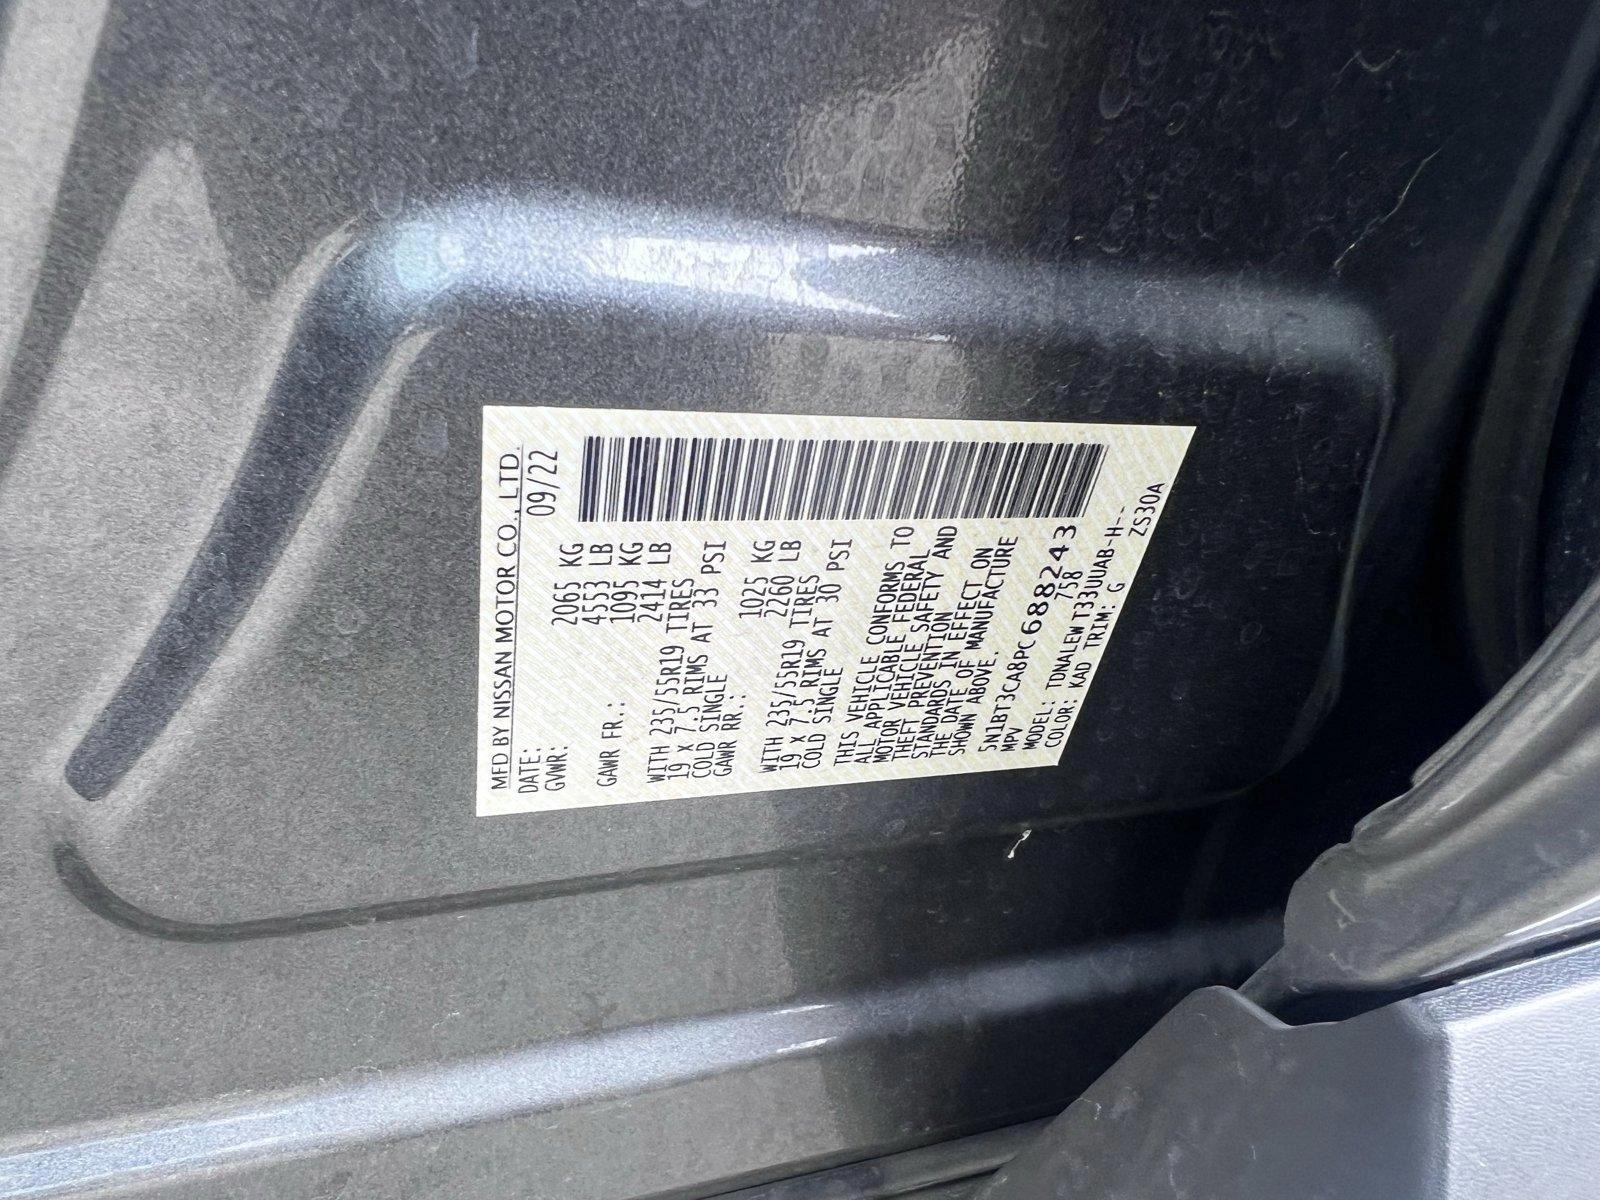 MFD BY NISSAN MOTOR CO., LTD.
DATE: 09/22
GVWR: 2065 KG
4553 LB
GAWR FR.: 1095 KG
2414 LB
WITH 235/55R19 TIRES
19 X 7.5 RIMS AT 33 PSI
COLD SINGLE
GAWR RR.: 1025 KG
2260 LB
WITH 235/55R19 TIRES
19 X 7.5 RIMS AT 30 PSI
COLD SINGLE
THIS VEHICLE CONFORMS TO
ALL APPLICABLE FEDERAL
MOTOR VEHICLE SAFETY AND
THEFT PREVENTION
STANDARDS IN EFFECT ON
THE DATE OF MANUFACTURE
SHOWN ABOVE.
5N1BT3CA8PC688243
MPV 758
MODEL: TDNALEW T33UUAB-H--
COLOR: KAD TRIM: G ZS30A